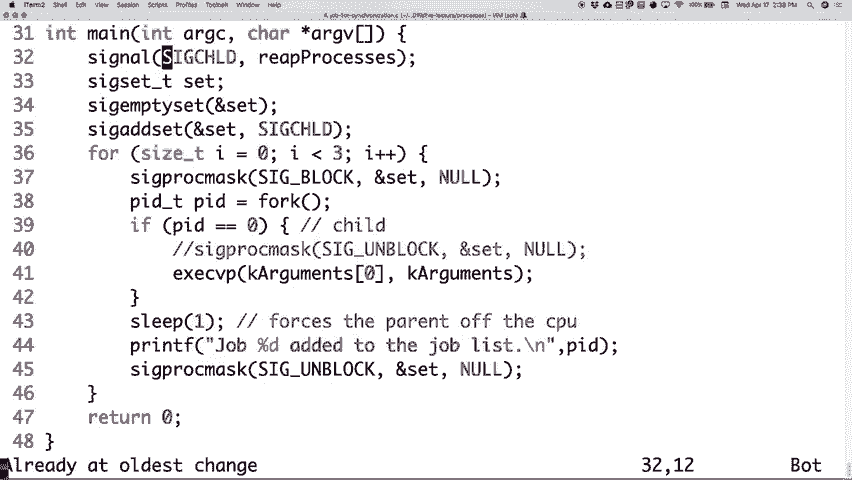 iTerm2 Shell Edit View Session Scripts Profiles Toolbelt Window Help 100% Wed Apr 17 2:38 PM
31 int main(int argc, char *argv[]) {
32 signal(SIGCHLD, reapProcesses);
33 sigset_t set;
34 sigemptyset(&set);
35 sigaddset(&set, SIGCHLD);
36 for (size_t i = 0; i < 3; i++) {
37 sigprocmask(SIG_BLOCK, &set, NULL);
38 pid_t pid = fork();
39 if (pid == 0) { // child
40 //sigprocmask(SIG_UNBLOCK, &set, NULL);
41 execvp(kArguments[0], kArguments);
42 }
43 sleep(1); // forces the parent off the cpu
44 printf("Job %d added to the job list.\n",pid);
45 sigprocmask(SIG_UNBLOCK, &set, NULL);
46 }
47 return 0;
48 }
Already at oldest change 32,12 Bot